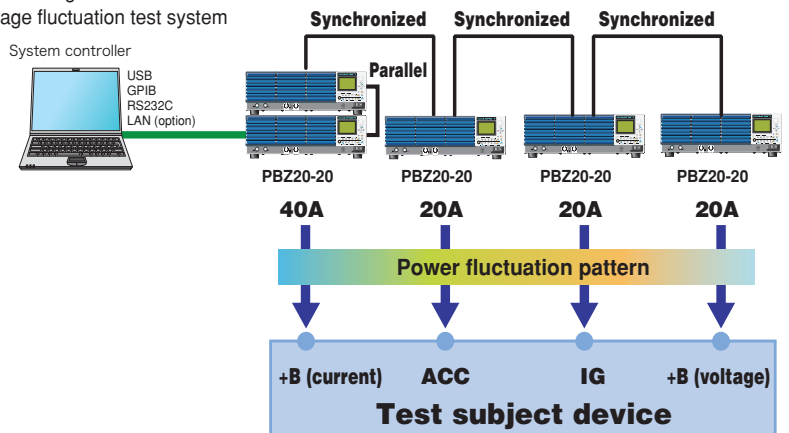 age fluctuation test system
System controller
USB
GPIB
RS232C
LAN (option)
Synchronized
Synchronized
Synchronized
Parallel
PBZ20-20
PBZ20-20
PBZ20-20
PBZ20-20
40A
20A
20A
20A
Power fluctuation pattern
+B (current)
ACC
IG
+B (voltage)
Test subject device